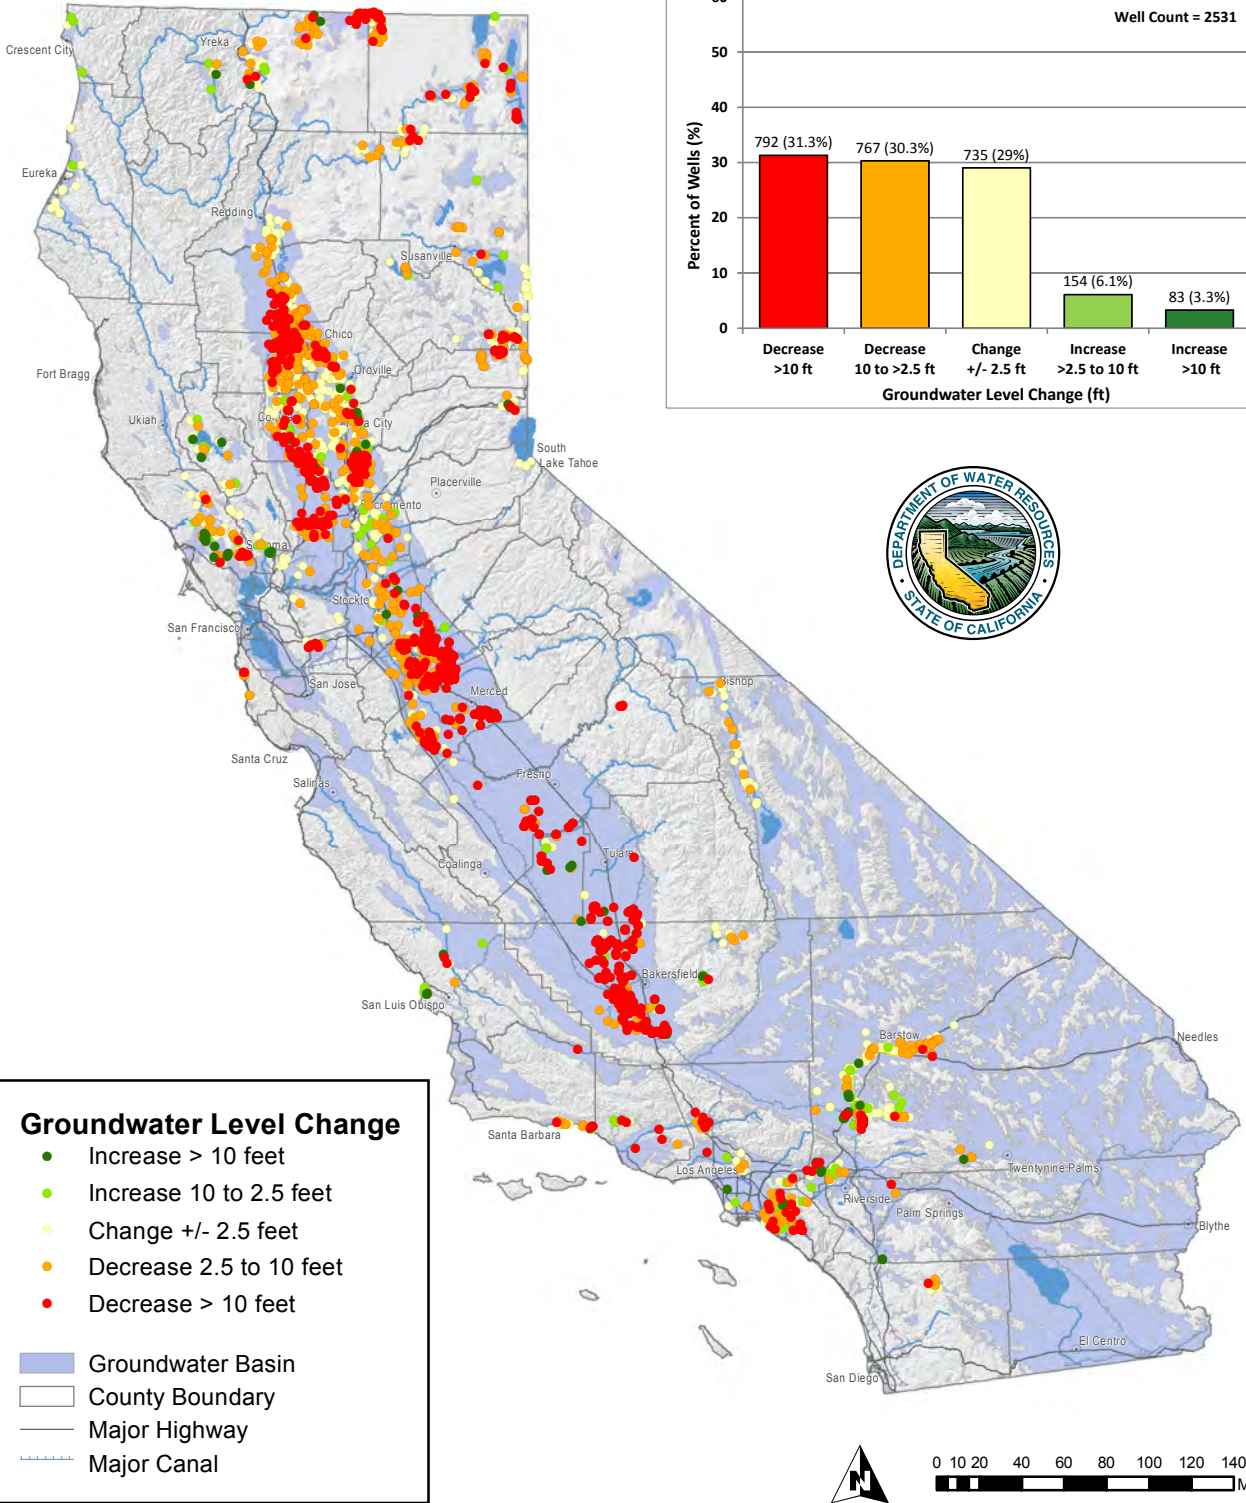 60
Well Count = 2531
50
40
30
20
10
0
Percent of Wells (%)
792 (31.3%)
767 (30.3%)
735 (29%)
154 (6.1%)
83 (3.3%)
Decrease >10 ft
Decrease 10 to >2.5 ft
Change +/- 2.5 ft
Increase >2.5 to 10 ft
Increase >10 ft
Groundwater Level Change (ft)
DEPARTMENT OF WATER RESOURCES
STATE OF CALIFORNIA
Crescent City
Yreka
Eureka
Redding
Susanville
Chico
Fort Bragg
Oroville
Ukiah
a City
South
Lake Tahoe
Placerville
Stockto
San Francisco
San Jose
Merced
Bishop
Santa Cruz
Salinas
Fresno
Coalinga
Tulare
Bakersfield
San Luis Obispo
Barstow
Needles
Santa Barbara
Los Angeles
Twentynine Palms
Riverside
Palm Springs
Blythe
El Centro
San Diego
Groundwater Level Change
Increase > 10 feet
Increase 10 to 2.5 feet
Change +/- 2.5 feet
Decrease 2.5 to 10 feet
Decrease > 10 feet
Groundwater Basin
County Boundary
Major Highway
Major Canal
N
0 10 20 40 60 80 100 120 140
M